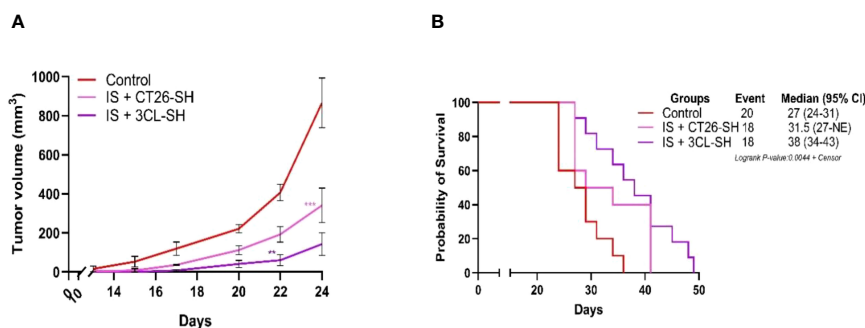 A
1000
800
600
400
200
0
Tumor volume (mm³)
Control
IS + CT26-SH
IS + 3CL-SH
***
**
0
10
14
16
18
20
22
24
Days
B
Groups Event Median (95% CI)
Control 20 27 (24-31)
IS + CT26-SH 18 31.5 (27-NE)
IS + 3CL-SH 18 38 (34-43)
Logrank P-value:0.0044 + Censor
100
80
60
40
20
0
Probability of Survival
0
20
30
40
50
Days